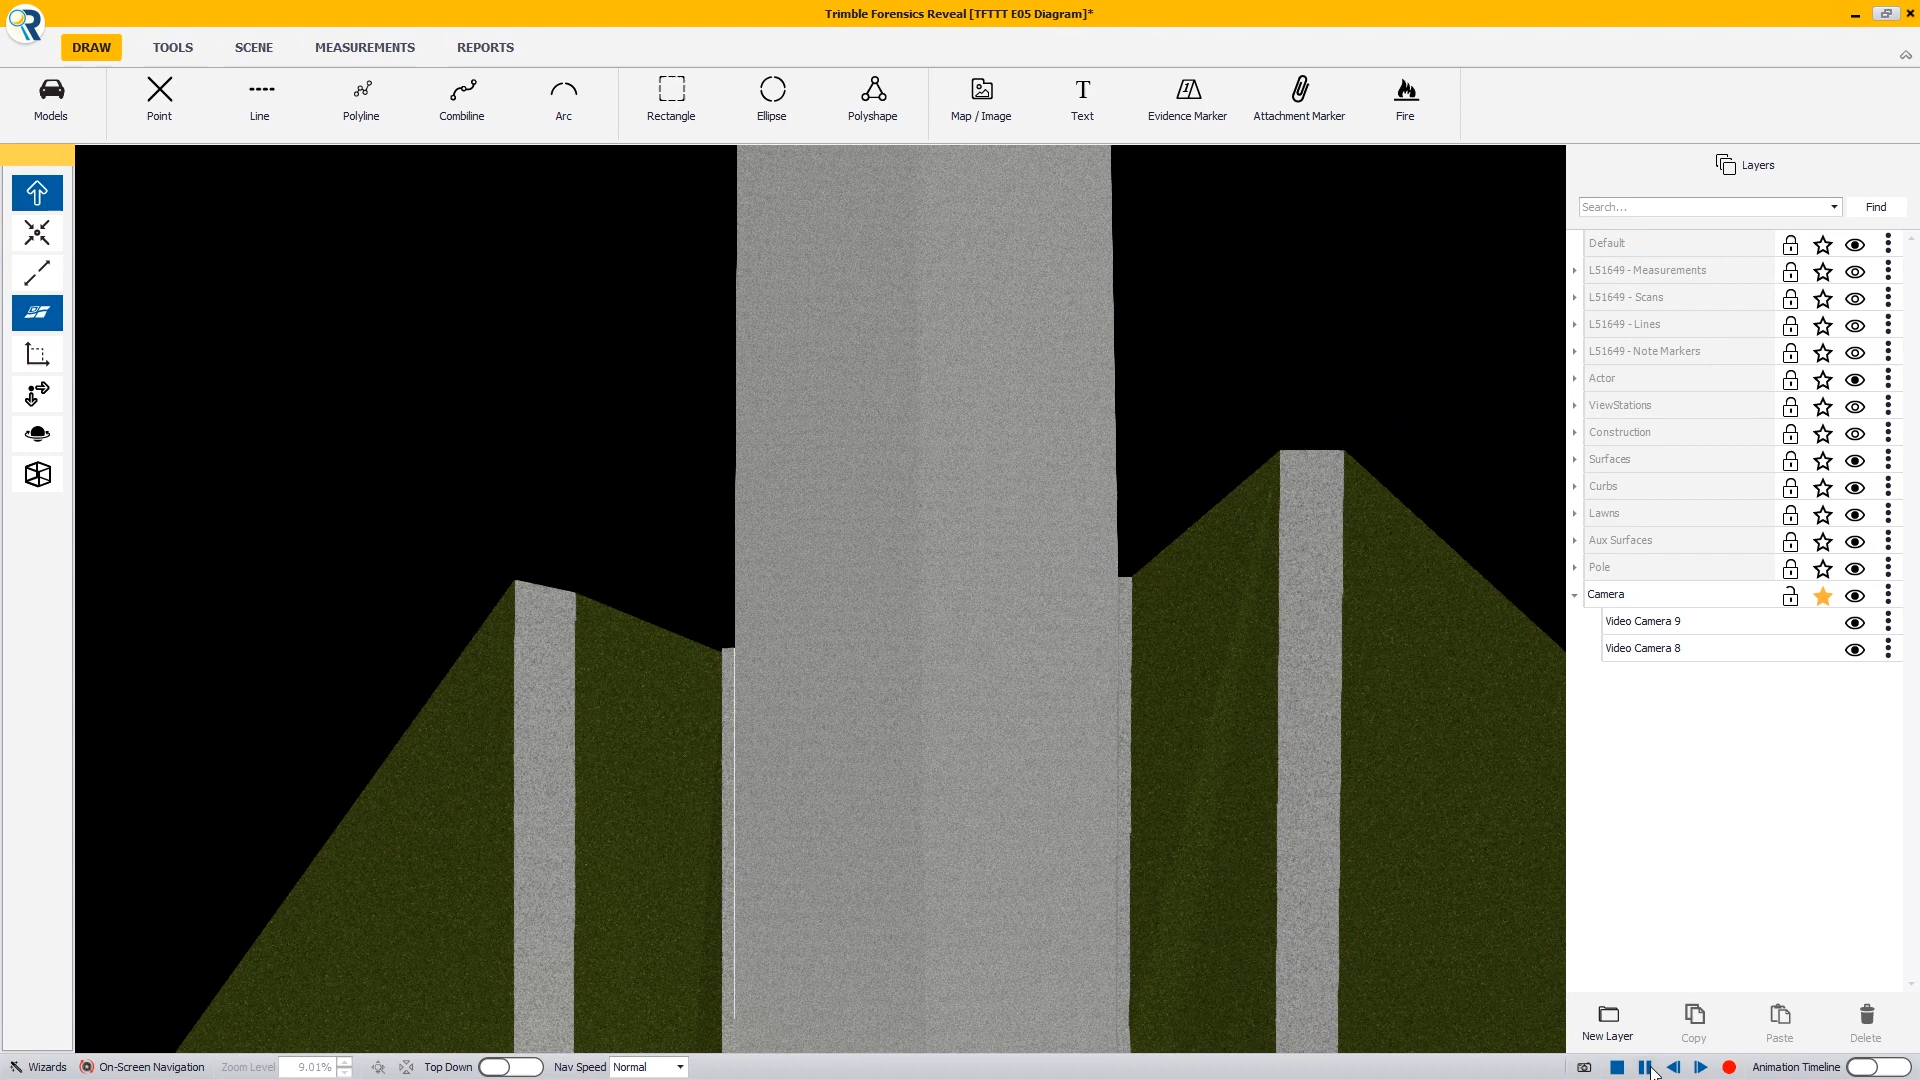 Trimble Forensics Reveal [TFTTT E05 Diagram]*
DRAW TOOLS SCENE MEASUREMENTS REPORTS
Models Point Line Polyline Combiline Arc Rectangle Ellipse Polyshape Map / Image Text Evidence Marker Attachment Marker Fire
Layers
Search... Find
Default
L51649 - Measurements
L51649 - Scans
L51649 - Lines
L51649 - Note Markers
Actor
ViewStations
Construction
Surfaces
Curbs
Lawns
Aux Surfaces
Pole
Camera
Video Camera 9
Video Camera 8
New Layer Copy Paste Delete
Wizards On-Screen Navigation Zoom Level 9.01% Top Down Nav Speed Normal Animation Timeline